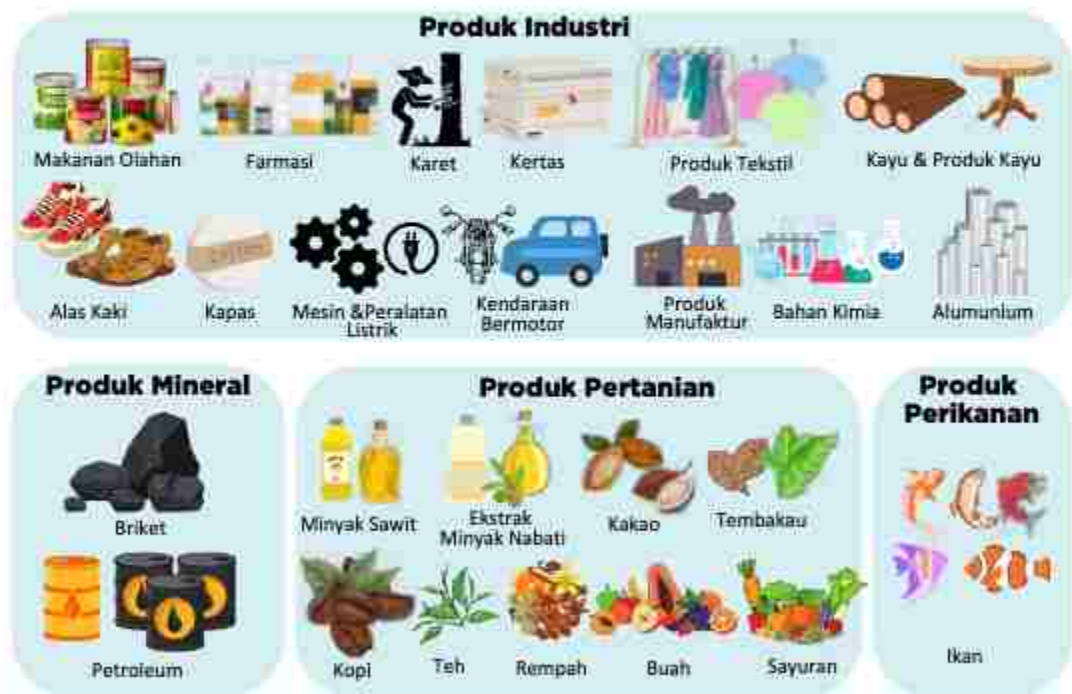 Produk Industri
Makanan Olahan
Farmasi
Karet
Kertas
Produk Tekstil
Kayu & Produk Kayu
Alas Kaki
Kapas
Mesin &Peralatan
Listrik
Kendaraan
Bermotor
Produk
Manufaktur
Bahan Kimia
Alumunium
Produk Mineral
Briket
Petroleum
Produk Pertanian
Minyak Sawit
Ekstrak
Minyak Nabati
Kakao
Tembakau
Kopi
Teh
Rempah
Buah
Sayuran
Produk
Perikanan
Ikan